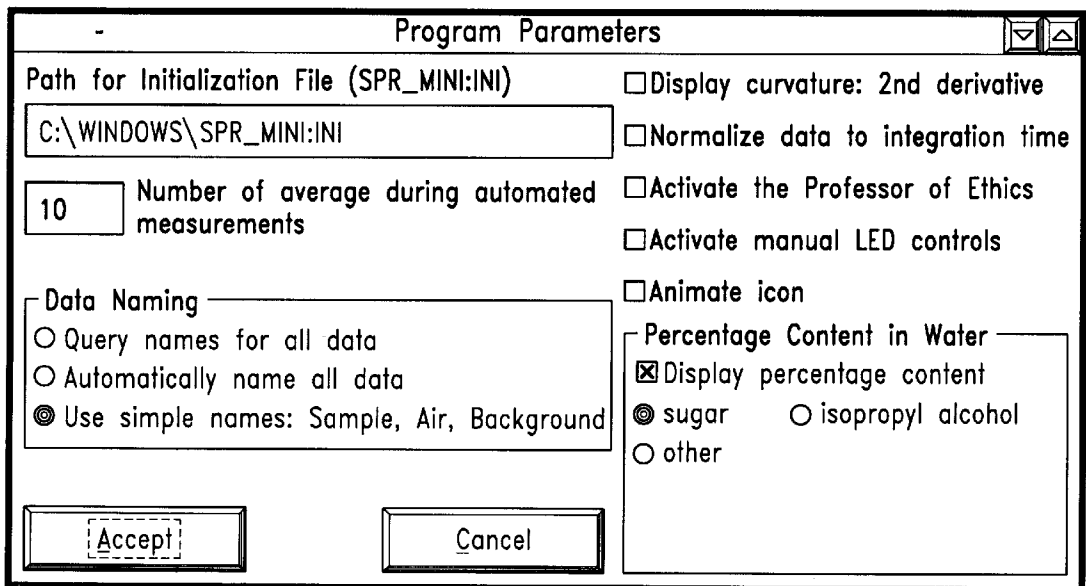 Program Parameters
Path for Initialization File (SPR_MINI:INI)
C:\WINDOWS\SPR_MINI:INI
10
Number of average during automated
measurements
Data Naming
Query names for all data
Automatically name all data
Use simple names: Sample, Air, Background
Accept
Cancel
Display curvature: 2nd derivative
Normalize data to integration time
Activate the Professor of Ethics
Activate manual LED controls
Animate icon
Percentage Content in Water
Display percentage content
sugar
isopropyl alcohol
other